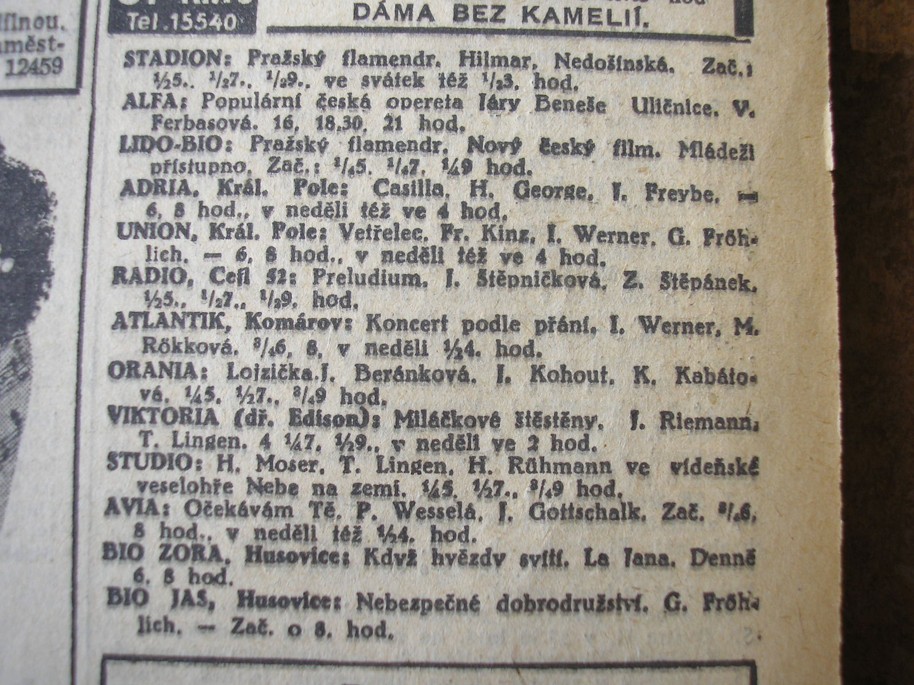 Tel.15540
DÁMA BEZ KAMELIÍ.
šlinou.
12459
STADION: Pražský flamendr. Hilmar, Nedošínská. Zač.:
½5., ½7., ½9., ve svátek též ½3. hod.
ALFA: Populární česká opereta Járy Beneše Uličnice. V.
Ferbasová. 16, 18,30, 21 hod.
LIDO-BIO: Pražský flamendr. Nový český film. Mládeži
přístupno. Zač.: ¼5. ¼7. ¼9 hod.
ADRIA, Král. Pole: Casilla. H. George, J. Freybe. —
6, 8 hod., v neděli též ve 4 hod.
UNION, Král. Pole: Vetřelec. Fr. Kinz, I. Werner, G. Fröh-
lich. — 6, 8 hod., v neděli též ve 4 hod.
RADIO, Cejl 52: Preludium. J. Štěpničková, Z. Štěpánek.
½5., ½7., ½9. hod.
ATLANTIK, Komárov: Koncert podle přání. I. Werner, M.
Rökková. ¾6, 8, v neděli ½4. hod.
ORANIA: Lojzička. J. Beránková. J. Kohout. K. Kabáto-
vá. ¼5. ½7., ¾9 hod.
VIKTORIA (dř. Edison): Miláčkové štěstěny. J. Riemann,
T. Lingen. 4 ¼7, ½9., v neděli ve 2 hod.
STUDIO: H. Moser, T. Lingen, H. Rühmann ve vídeňské
veselohře Nebe na zemi. ¼5, ½7., ¾9 hod.
AVIA: Očekávám Tě. P. Wesselá, J. Gottschalk. Zač. ¾6,
8 hod., v neděli též ½4. hod.
BIO ZORA, Husovice: Když hvězdy svítí. La Jana. Denně
6, 8 hod.
BIO JAS, Husovice: Nebezpečné dobrodružství. G. Fröh-
lich. — Zač. o 8. hod.